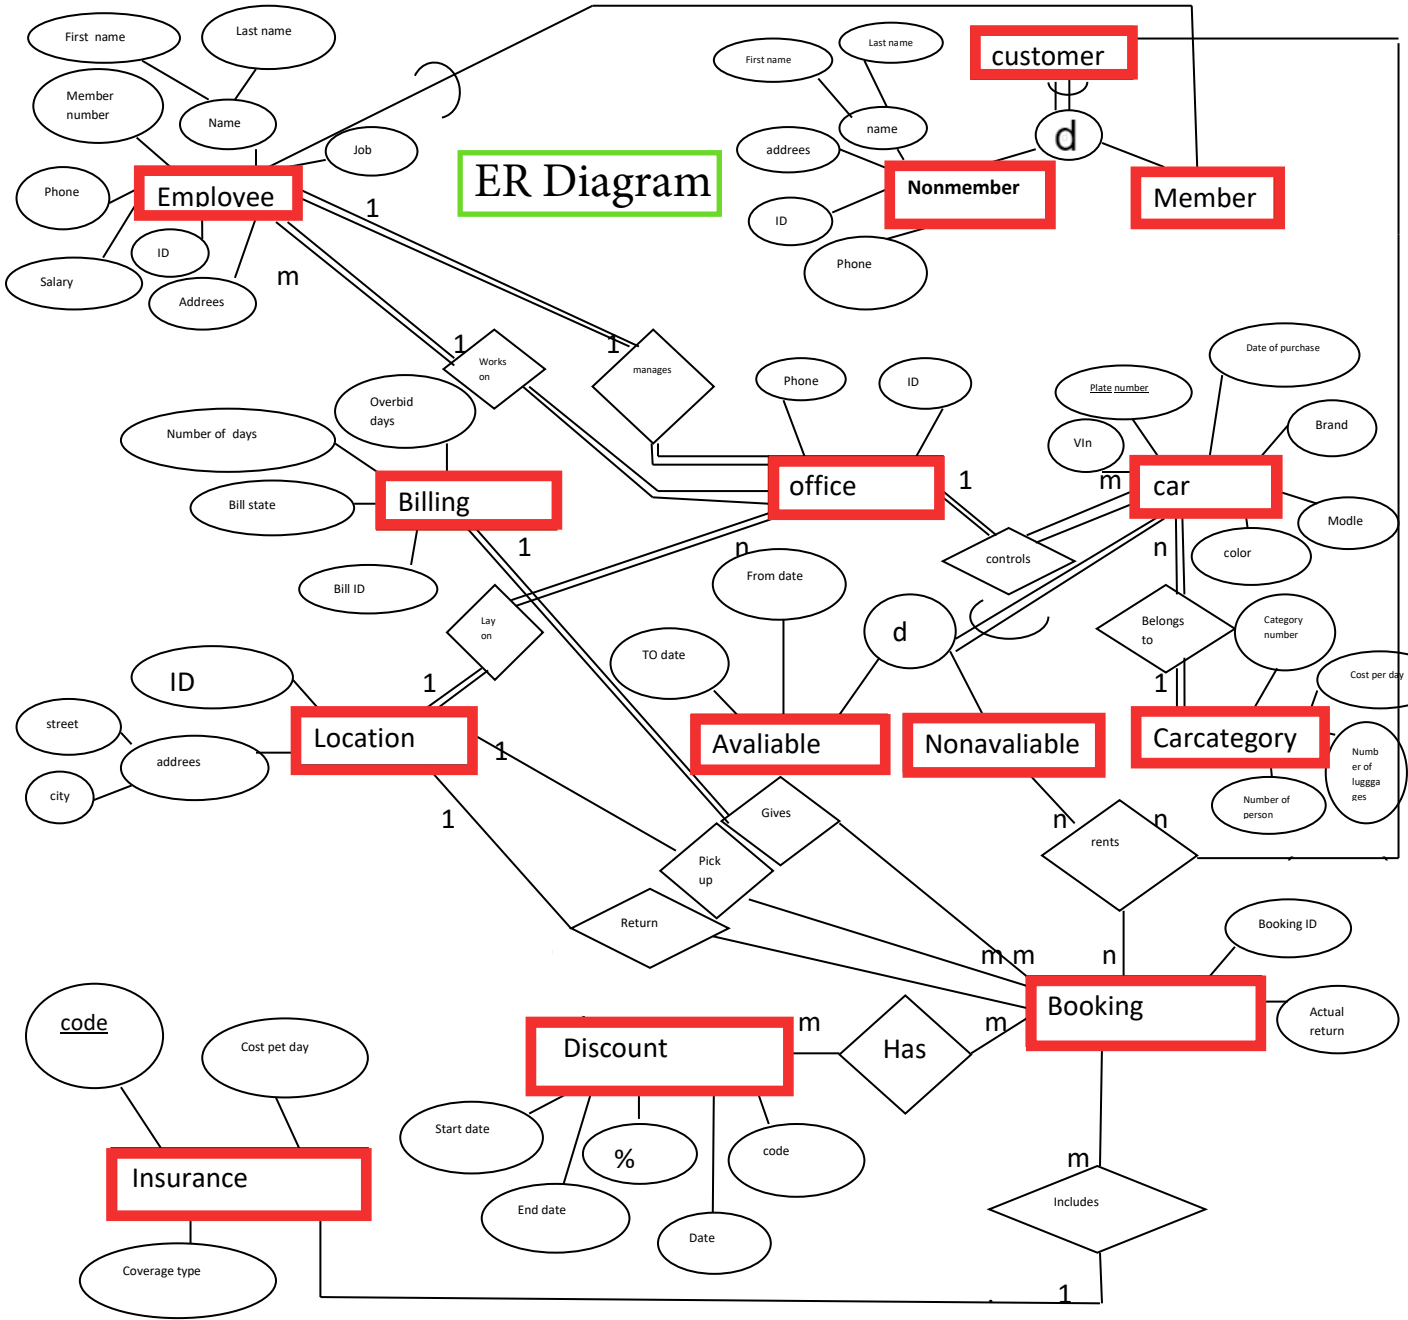 First name
Last name
Member
number
Name
Job
Phone
Employee
ID
Salary
Addrees
ER Diagram
First name
Last name
customer
name
d
addrees
Nonmember
Member
ID
Phone
1
m
1
1
Works
on
manages
Phone
ID
Plate number
Date of purchase
Brand
VIn
Overbid
days
Number of days
Bill state
Billing
Bill ID
1
office
1
m
car
Modle
color
n
n
controls
From date
Lay
on
d
TO date
Belongs
to
Category
number
Cost per day
1
1
ID
street
addrees
city
Location
1
1
Avaliable
Nonavaliable
Carcategory
Numb
er of
luggga
ges
Number of
person
Gives
Pick
up
Return
n
n
rents
m
m
n
Booking ID
Booking
Actual
return
code
Cost pet day
Insurance
Coverage type
Discount
m
Has
m
Start date
%
code
End date
Date
m
Includes
1